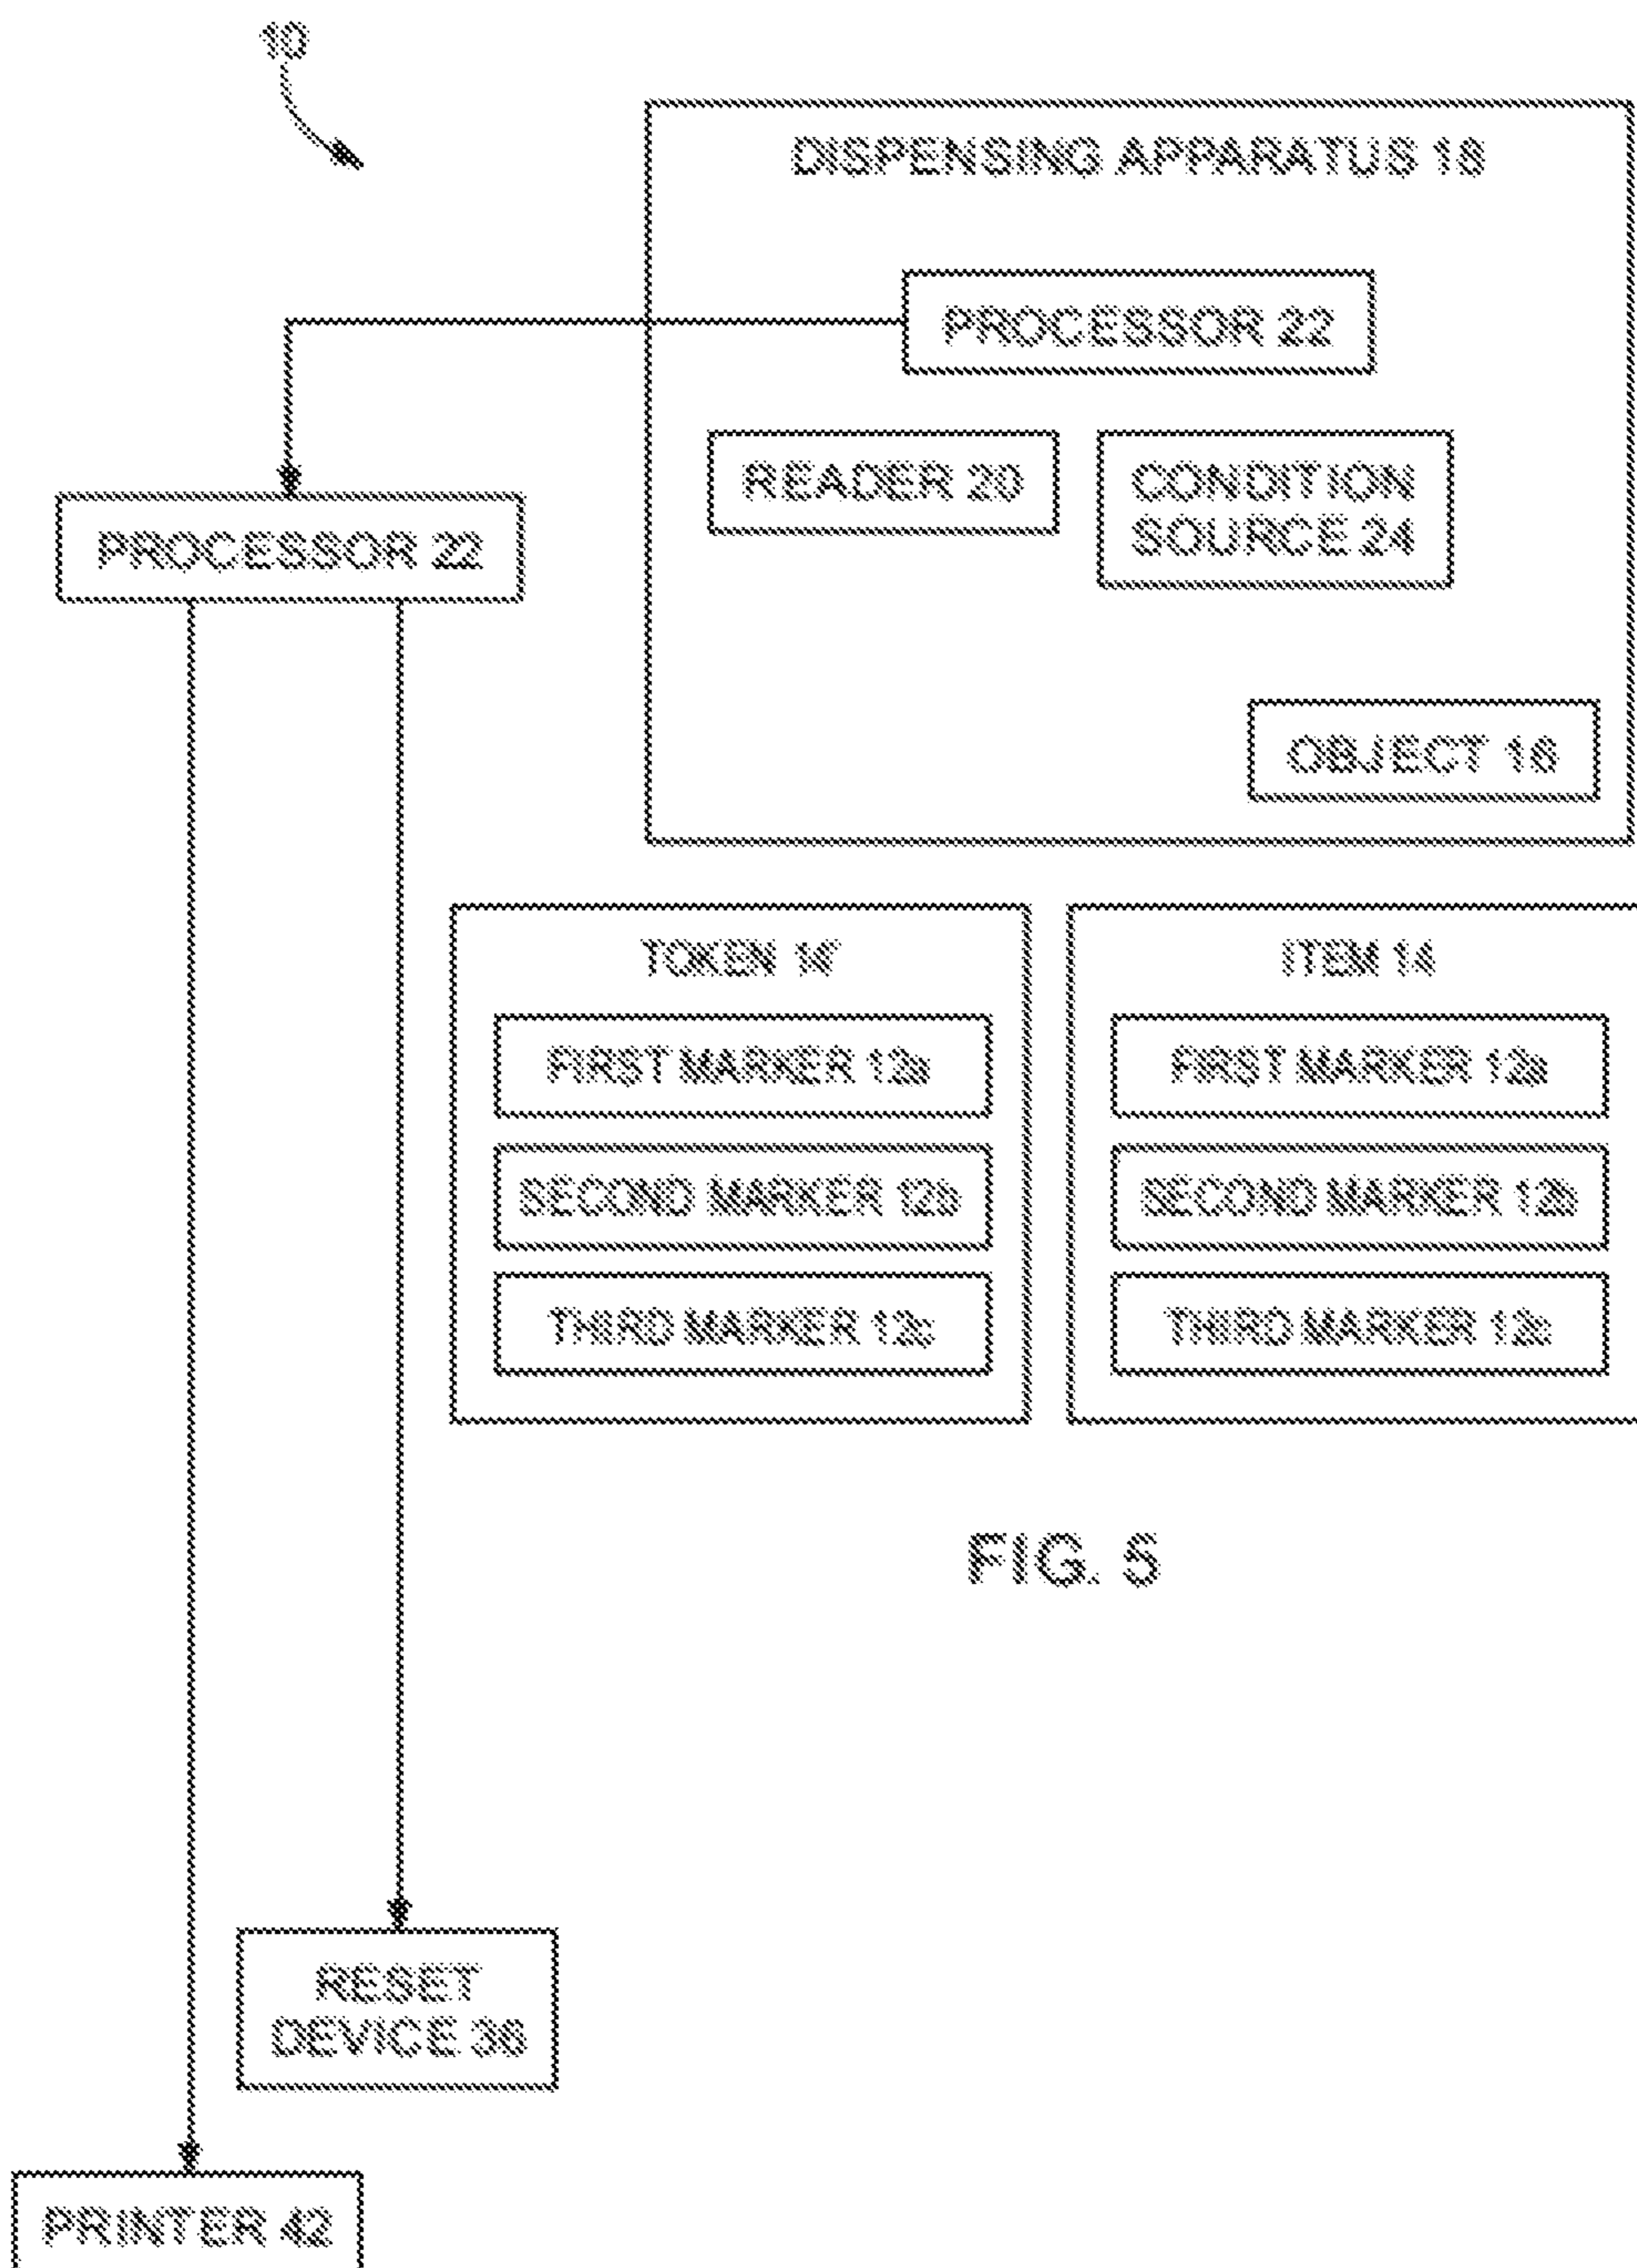 10
DISPENSING APPARATUS 18
PROCESSOR 22
READER 20
CONDITION
SOURCE 24
PROCESSOR 22
OBJECT 16
TOKEN 14'
FIRST MARKER 12a
SECOND MARKER 12b
THIRD MARKER 12c
ITEM 14
FIRST MARKER 12a
SECOND MARKER 12b
THIRD MARKER 12c
FIG. 5
RESET
DEVICE 36
PRINTER 42